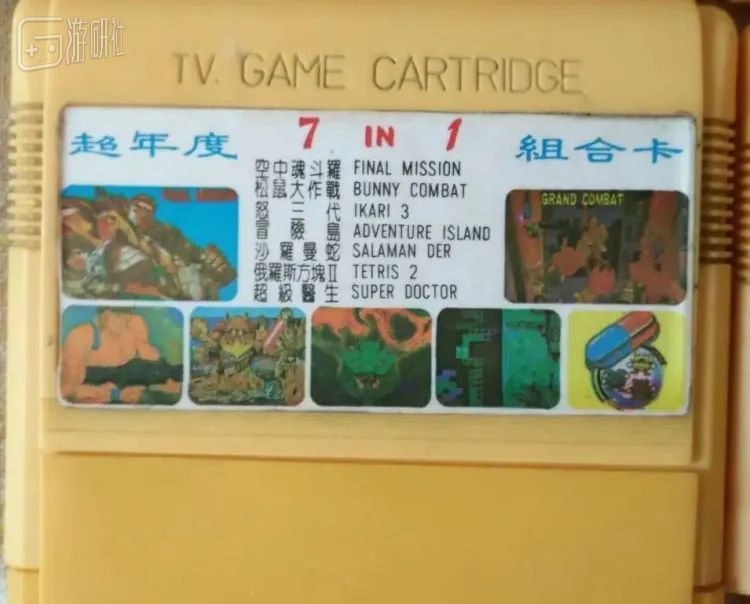 游研社
TV. GAME CARTRIDGE
超年度
7 IN 1
組合卡
空中魂斗羅 FINAL MISSION
松鼠大作戰 BUNNY COMBAT
怒三代 IKARI 3
冒險島 ADVENTURE ISLAND
沙羅曼蛇 SALAMAN DER
俄羅斯方塊Ⅱ TETRIS 2
超級醫生 SUPER DOCTOR
GRAND COMBAT